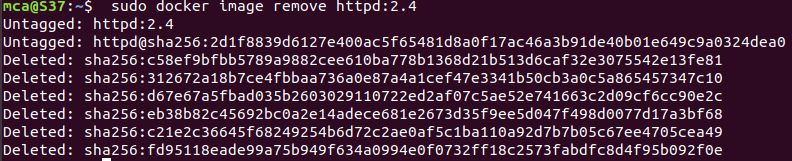 mca@S37:~$  sudo docker image remove httpd:2.4
Untagged: httpd:2.4
Untagged: httpd@sha256:2d1f8839d6127e400ac5f65481d8a0f17ac46a3b91de40b01e649c9a0324dea0
Deleted: sha256:c58ef9bfbb5789a9882cee610ba778b1368d21b513d6caf32e3075542e13fe81
Deleted: sha256:312672a18b7ce4fbbaa736a0e87a4a1cef47e3341b50cb3a0c5a865457347c10
Deleted: sha256:d67e67a5fbad035b2603029110722ed2af07c5ae52e741663c2d09cf6cc90e2c
Deleted: sha256:eb38b82c45692bc0a2e14adece681e2673d35f9ee5d047f498d0077d17a3bf68
Deleted: sha256:c21e2c36645f68249254b6d72c2ae0af5c1ba110a92d7b7b05c67ee4705cea49
Deleted: sha256:fd95118eade99a75b949f634a0994e0f0732ff18c2573fabdfc8d4f95b092f0e